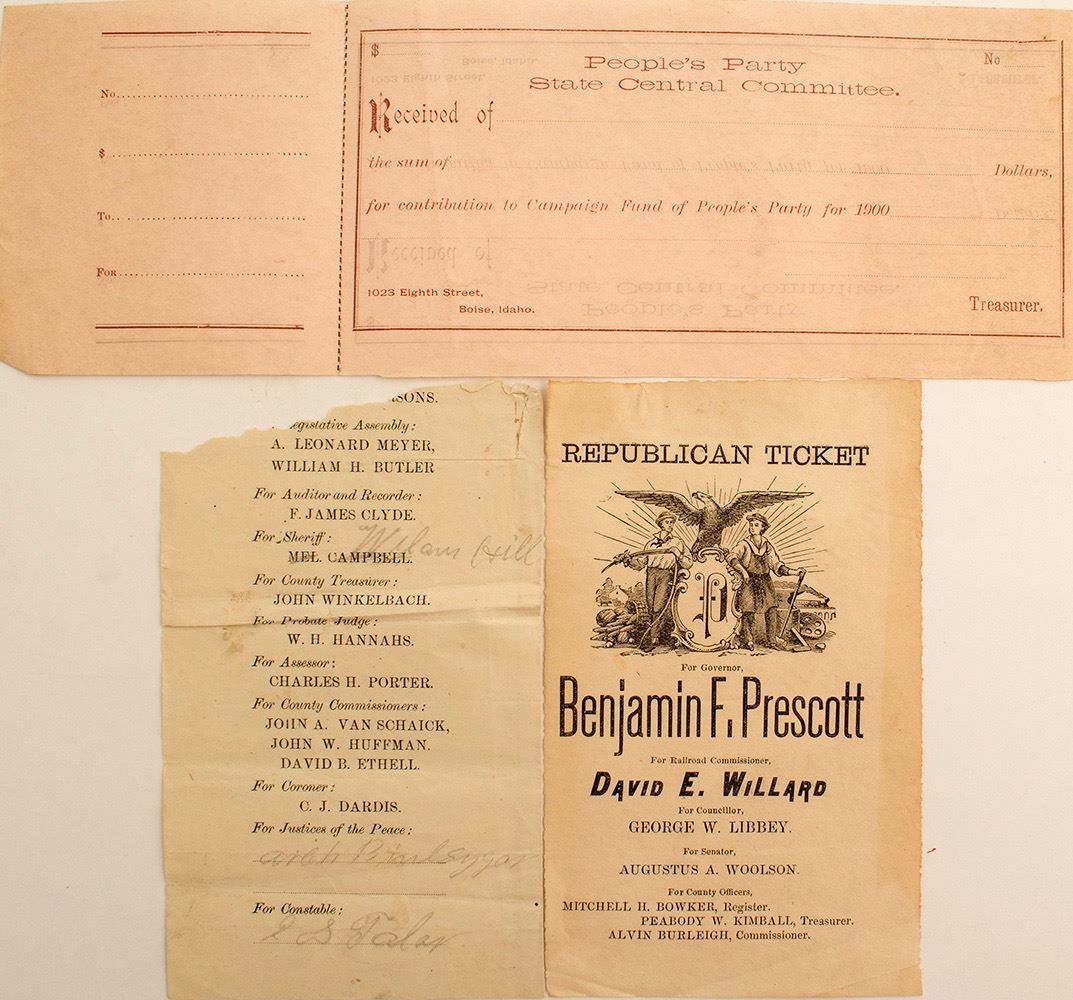 No.
$
To.
FOR
$
No
People's Party
State Central Committee.
Received of
the sum of Dollars,
for contribution to Campaign Fund of People's Party for 1900
1023 Eighth Street,
Boise, Idaho.
Treasurer.
SONS.
egislative Assembly:
A. LEONARD MEYER,
WILLIAM H. BUTLER
For Auditor and Recorder:
F. JAMES CLYDE.
For Sheriff:
MEL. CAMPBELL. Hill
For County Treasurer:
JOHN WINKELBACH.
For Probate Judge:
W. H. HANNAHS.
For Assessor:
CHARLES H. PORTER.
For County Commissioners:
JOHN A. VAN SCHAICK,
JOHN W. HUFFMAN.
DAVID B. ETHELL.
For Coroner:
C. J. DARDIS.
For Justices of the Peace:
For Constable:
REPUBLICAN TICKET
P
For Governor,
Benjamin F. Prescott
For Railroad Commissioner,
DAVID E. WILLARD
For Councillor,
GEORGE W. LIBBEY.
For Senator,
AUGUSTUS A. WOOLSON.
For County Officers,
MITCHELL H. BOWKER, Register.
PEABODY W. KIMBALL, Treasurer.
ALVIN BURLEIGH, Commissioner.